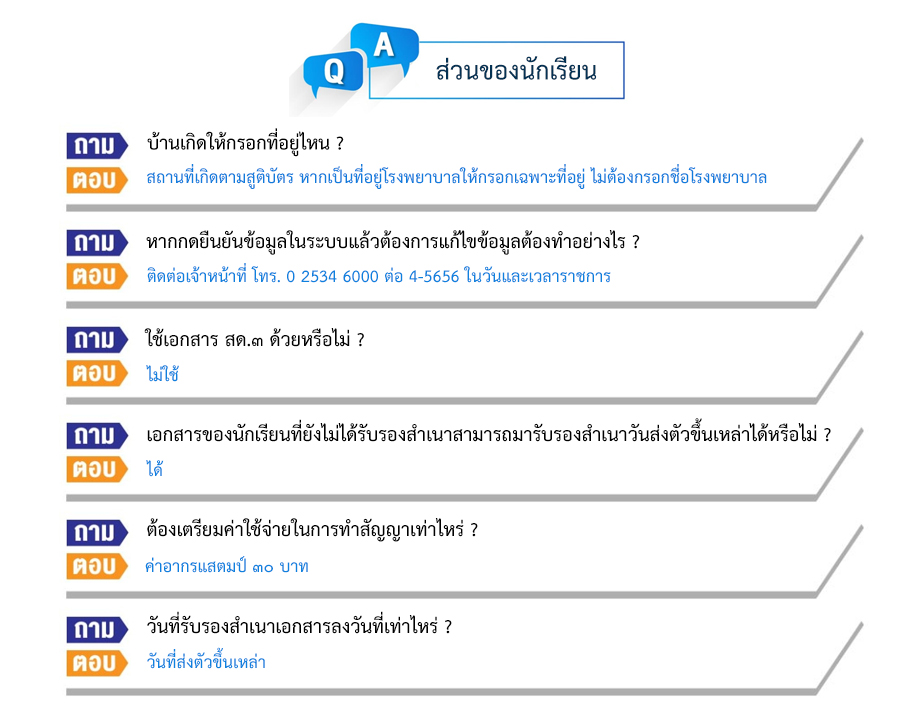 Q A
ส่วนของนักเรียน
ถาม บ้านเกิดให้กรอกที่อยู่ไหน ?
ตอบ สถานที่เกิดตามสูติบัตร หากเป็นที่อยู่โรงพยาบาลให้กรอกเฉพาะที่อยู่ ไม่ต้องกรอกชื่อโรงพยาบาล
ถาม หากกดยืนยันข้อมูลในระบบแล้วต้องการแก้ไขข้อมูลต้องทำอย่างไร ?
ตอบ ติดต่อเจ้าหน้าที่ โทร. 0 2534 6000 ต่อ 4-5656 ในวันและเวลาราชการ
ถาม ใช้เอกสาร สด.๓ ด้วยหรือไม่ ?
ตอบ ไม่ใช้
ถาม เอกสารของนักเรียนที่ยังไม่ได้รับรองสำเนาสามารถมารับรองสำเนาวันส่งตัวขึ้นเหล่าได้หรือไม่ ?
ตอบ ได้
ถาม ต้องเตรียมค่าใช้จ่ายในการทำสัญญาเท่าไหร่ ?
ตอบ ค่าอากรแสตมป์ ๓๐ บาท
ถาม วันที่รับรองสำเนาเอกสารลงวันที่เท่าไหร่ ?
ตอบ วันที่ส่งตัวขึ้นเหล่า